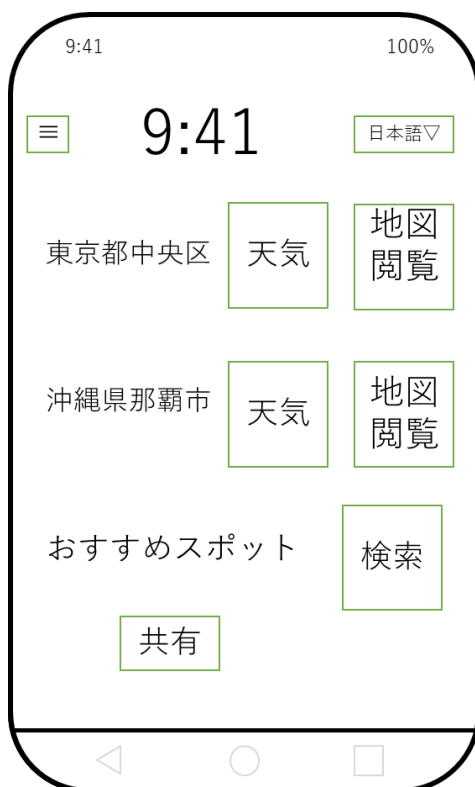 9:41 100%
≡ 9:41 日本語▽
東京都中央区 天気 地図
閲覧
沖縄県那覇市 天気 地図
閲覧
おすすめスポット 検索
共有